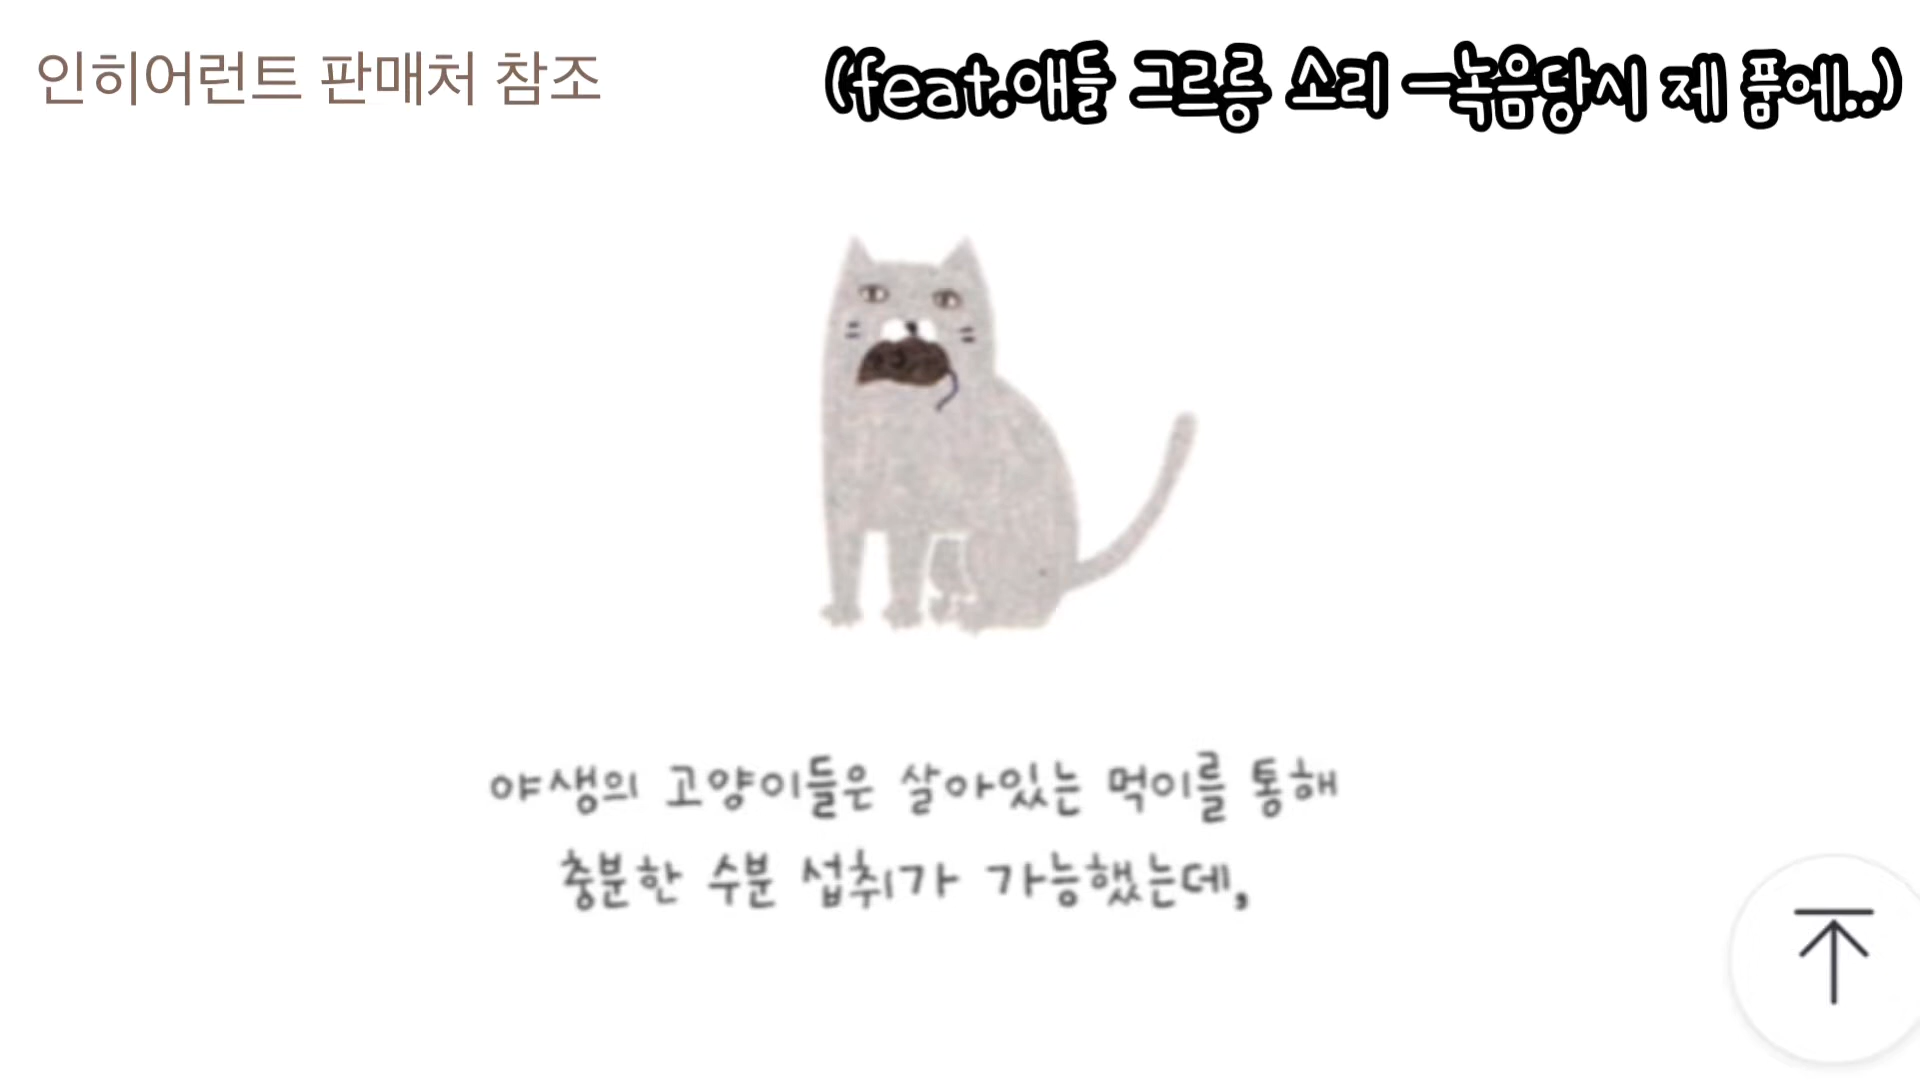 인히어런트 판매처 참조
(feat.애들 그르릉 소리 -녹음당시 제 품에..)
야생의 고양이들은 살아있는 먹이를 통해
충분한 수분 섭취가 가능했는데,